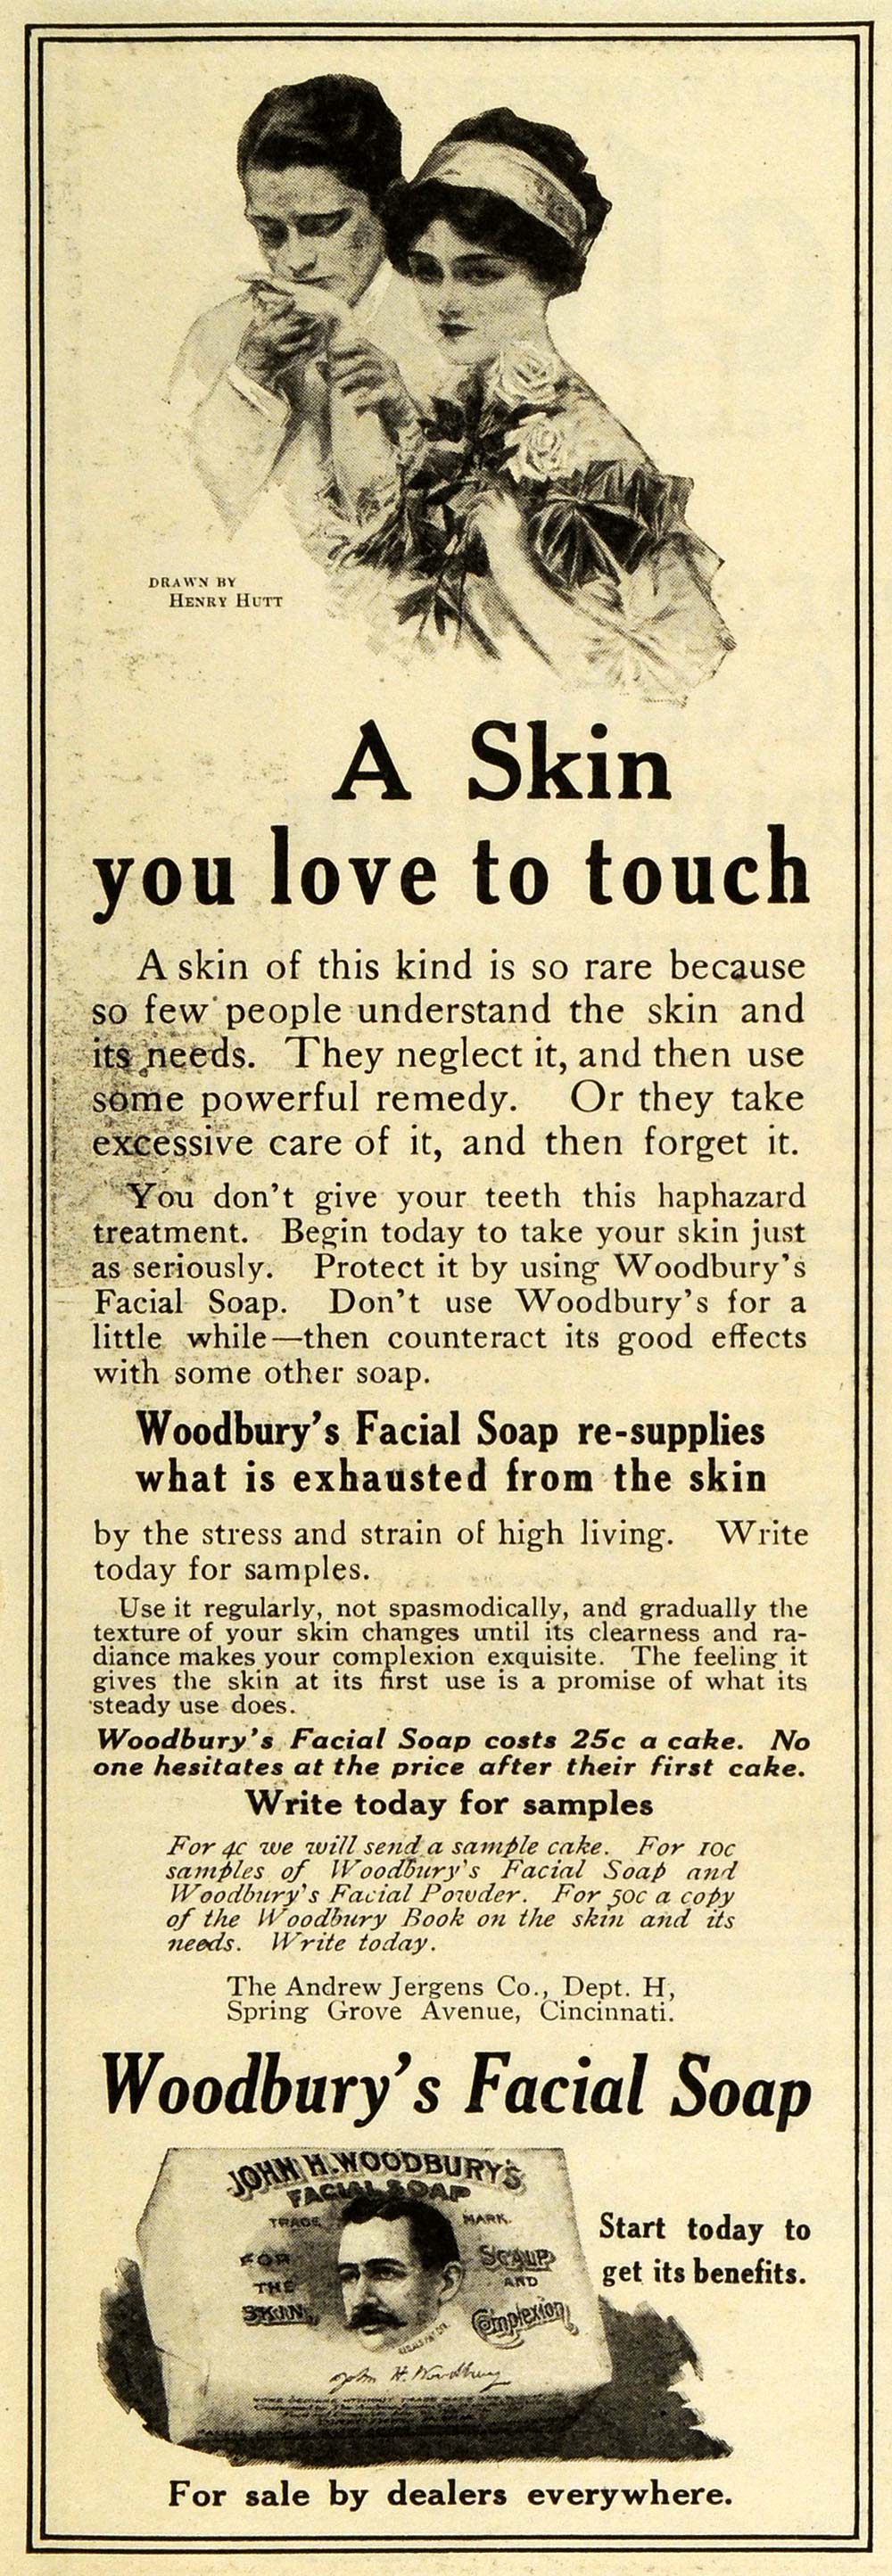 DRAWN BY
HENRY HUTT
A Skin
you love to touch
A skin of this kind is so rare because
so few people understand the skin and
its needs. They neglect it, and then use
some powerful remedy. Or they take
excessive care of it, and then forget it.
You don't give your teeth this haphazard
treatment. Begin today to take your skin just
as seriously. Protect it by using Woodbury's
Facial Soap. Don't use Woodbury's for a
little while—then counteract its good effects
with some other soap.
Woodbury's Facial Soap re-supplies
what is exhausted from the skin
by the stress and strain of high living. Write
today for samples.
Use it regularly, not spasmodically, and gradually the
texture of your skin changes until its clearness and ra-
diance makes your complexion exquisite. The feeling it
gives the skin at its first use is a promise of what its
steady use does.
Woodbury's Facial Soap costs 25c a cake. No
one hesitates at the price after their first cake.
Write today for samples
For 4c we will send a sample cake. For 10c
samples of Woodbury's Facial Soap and
Woodbury's Facial Powder. For 50c a copy
of the Woodbury Book on the skin and its
needs. Write today.
The Andrew Jergens Co., Dept. H,
Spring Grove Avenue, Cincinnati.
Woodbury's Facial Soap
JOHN H. WOODBURY'S
FACIAL SOAP
TRADE MARK.
FOR
THE
SKIN,
SCALP
AND
Complexion
John H. Woodbury
Start today to
get its benefits.
For sale by dealers everywhere.